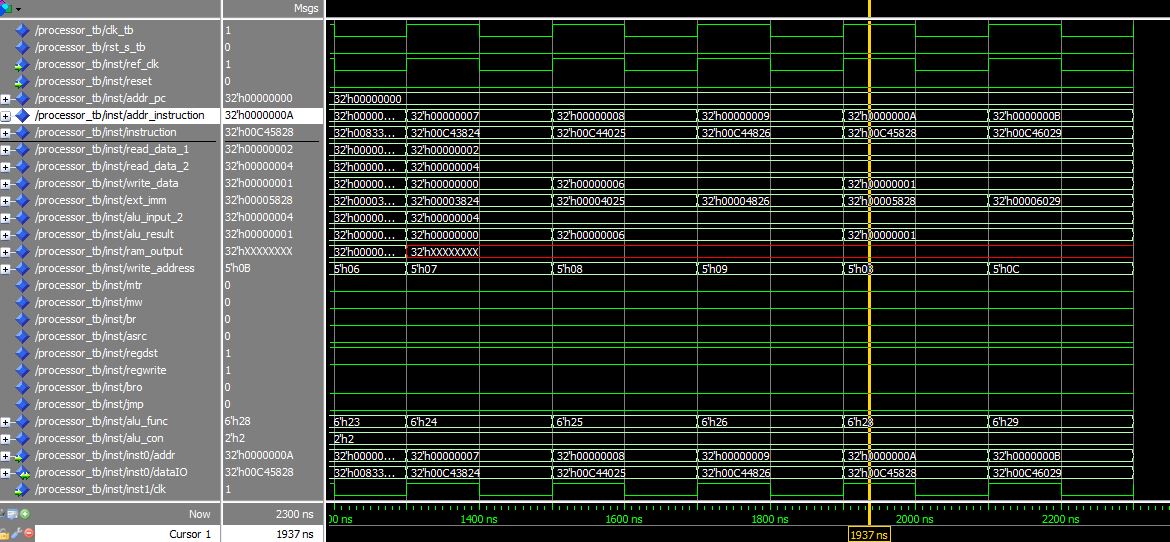 Msgs
/processor_tb/clk_tb 1
/processor_tb/rst_s_tb 0
/processor_tb/inst/ref_clk 1
/processor_tb/inst/reset 0
/processor_tb/inst/addr_pc 32'h00000000 32'h00000000
/processor_tb/inst/addr_instruction 32'h0000000A 32'h00000... 32'h00000007 32'h00000008 32'h00000009 32'h0000000A 32'h0000000B
/processor_tb/inst/instruction 32'h00C45828 32'h00833... 32'h00C43824 32'h00C44025 32'h00C44826 32'h00C45828 32'h00C46029
/processor_tb/inst/read_data_1 32'h00000002 32'h00000... 32'h00000002
/processor_tb/inst/read_data_2 32'h00000004 32'h00000... 32'h00000004
/processor_tb/inst/write_data 32'h00000001 32'h00000... 32'h00000000 32'h00000006 32'h00000001
/processor_tb/inst/ext_imm 32'h00005828 32'h00003... 32'h00003824 32'h00004025 32'h00004826 32'h00005828 32'h00006029
/processor_tb/inst/alu_input_2 32'h00000004 32'h00000... 32'h00000004
/processor_tb/inst/alu_result 32'h00000001 32'h00000... 32'h00000000 32'h00000006 32'h00000001
/processor_tb/inst/ram_output 32'hXXXXXXXX 32'h00000... 32'hXXXXXXXX
/processor_tb/inst/write_address 5'h0B 5'h06 5'h07 5'h08 5'h09 5'h0B 5'h0C
/processor_tb/inst/mtr 0
/processor_tb/inst/mw 0
/processor_tb/inst/br 0
/processor_tb/inst/asrc 0
/processor_tb/inst/regdst 1
/processor_tb/inst/regwrite 1
/processor_tb/inst/bro 0
/processor_tb/inst/jmp 0
/processor_tb/inst/alu_func 6'h28 6'h23 6'h24 6'h25 6'h26 6'h28 6'h29
/processor_tb/inst/alu_con 2'h2 2'h2
/processor_tb/inst/inst0/addr 32'h0000000A 32'h00000... 32'h00000007 32'h00000008 32'h00000009 32'h0000000A 32'h0000000B
/processor_tb/inst/inst0/dataIO 32'h00C45828 32'h00833... 32'h00C43824 32'h00C44025 32'h00C44826 32'h00C45828 32'h00C46029
/processor_tb/inst/inst1/clk 1
Now 2300 ns 00 ns 1400 ns 1600 ns 1800 ns 2000 ns 2200 ns
Cursor 1 1937 ns 1937 ns